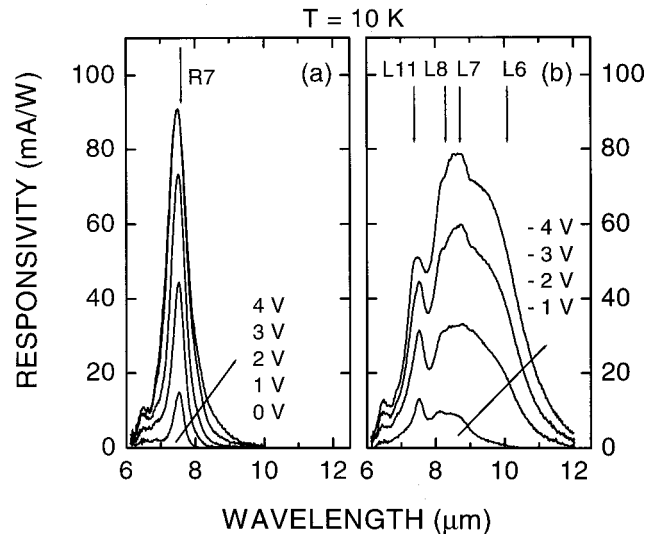 T = 10 K
RESPONSIVITY (mA/W)
100
80
60
40
20
0
R7
(a)
4 V
3 V
2 V
1 V
0 V
6
8
10
12
L11
L8
L7
L6
(b)
- 4 V
- 3 V
- 2 V
- 1 V
6
8
10
12
100
80
60
40
20
0
WAVELENGTH (μm)